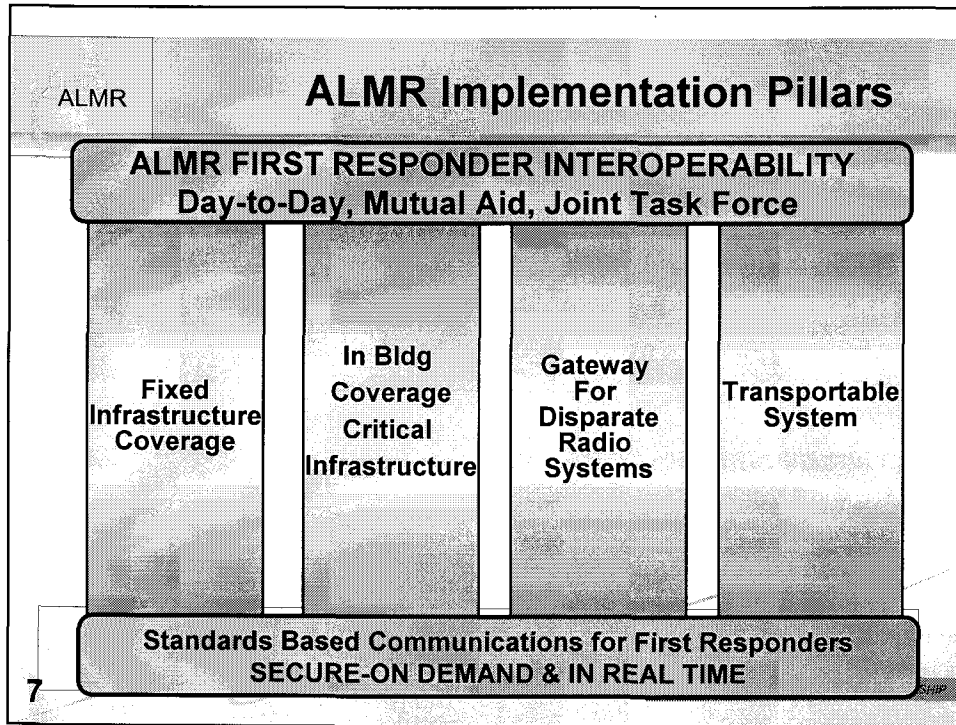 ALMR
ALMR Implementation Pillars
ALMR FIRST RESPONDER INTEROPERABILITY
Day-to-Day, Mutual Aid, Joint Task Force
Fixed
Infrastructure
Coverage
In Bldg
Coverage
Critical
Infrastructure
Gateway
For
Disparate
Radio
Systems
Transportable
System
Standards Based Communications for First Responders
SECURE-ON DEMAND & IN REAL TIME
7